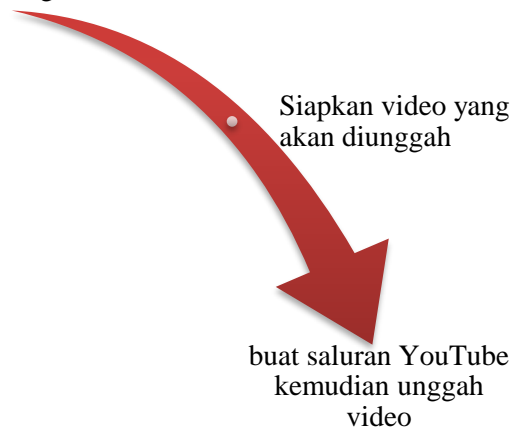 Siapkan video yang
akan diunggah
buat saluran YouTube
kemudian unggah
video